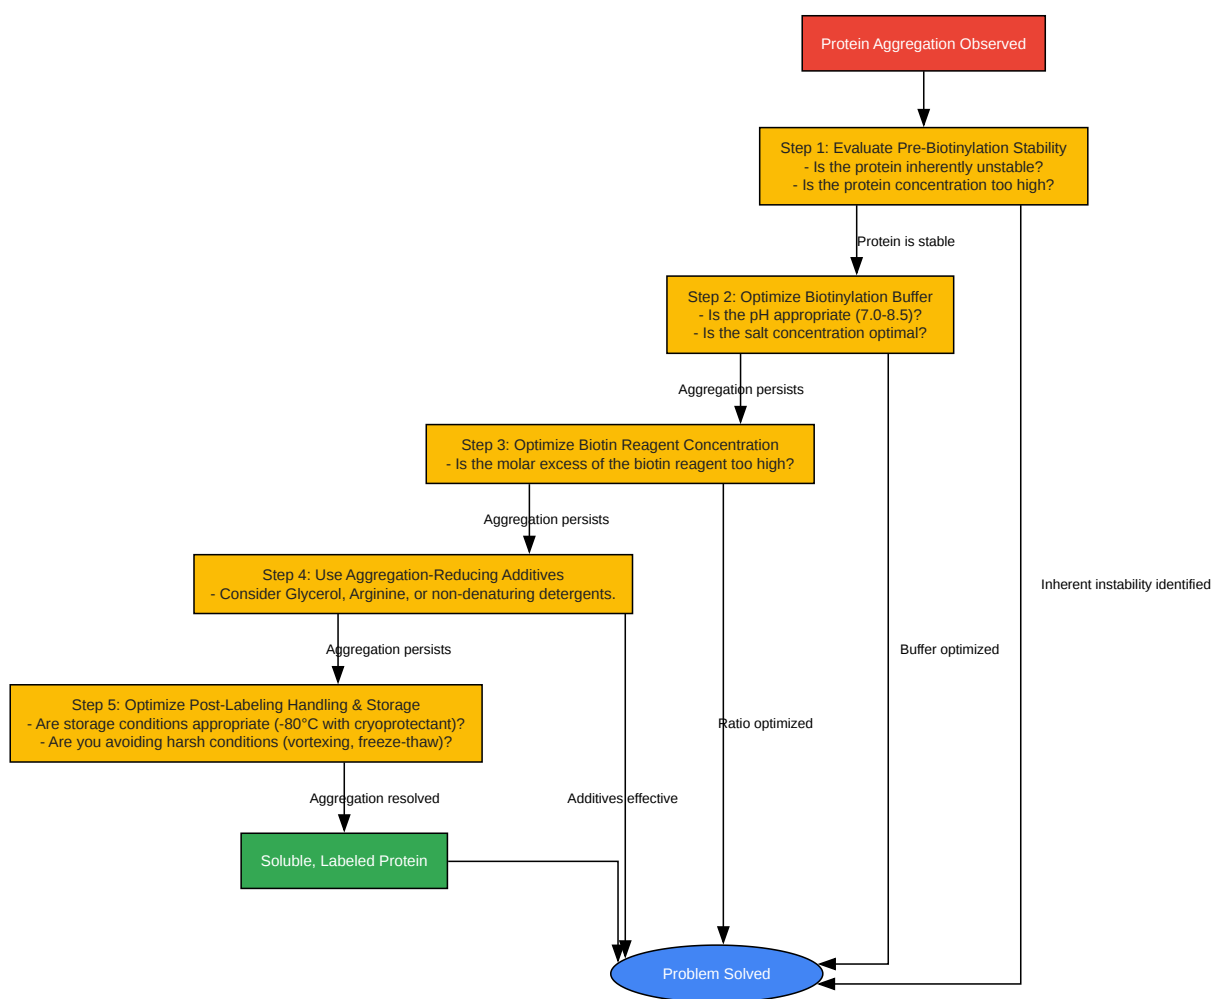 Protein Aggregation Observed
Step 1: Evaluate Pre-Biotinylation Stability
- Is the protein inherently unstable?
- Is the protein concentration too high?
Protein is stable
Step 2: Optimize Biotinylation Buffer
- Is the pH appropriate (7.0-8.5)?
- Is the salt concentration optimal?
Aggregation persists
Step 3: Optimize Biotin Reagent Concentration
- Is the molar excess of the biotin reagent too high?
Aggregation persists
Step 4: Use Aggregation-Reducing Additives
- Consider Glycerol, Arginine, or non-denaturing detergents.
Inherent instability identified
Aggregation persists
Buffer optimized
Step 5: Optimize Post-Labeling Handling & Storage
- Are storage conditions appropriate (-80°C with cryoprotectant)?
- Are you avoiding harsh conditions (vortexing, freeze-thaw)?
Ratio optimized
Aggregation resolved
Additives effective
Soluble, Labeled Protein
Problem Solved